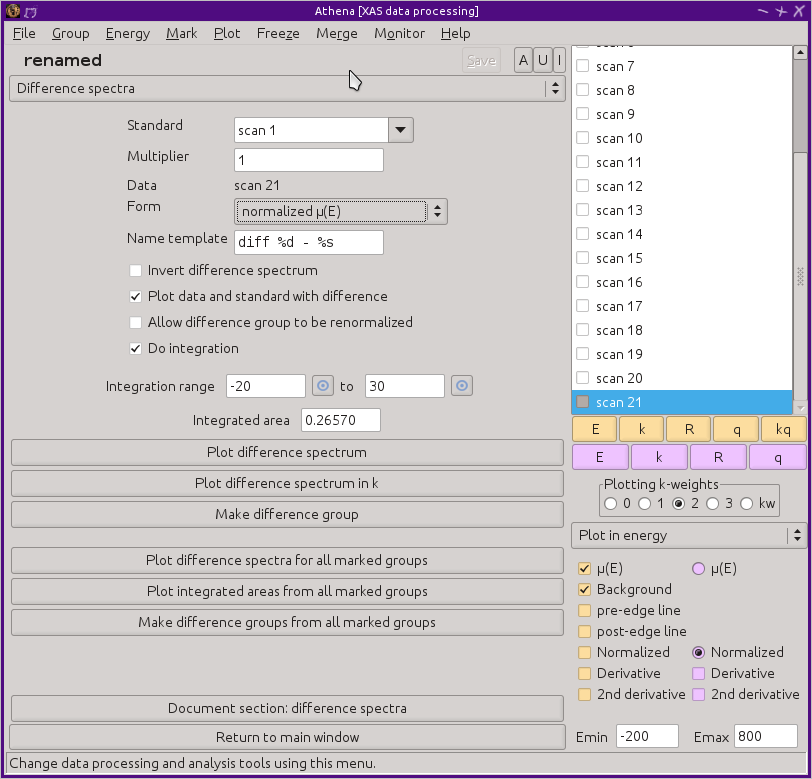 Athena [XAS data processing]
File Group Energy Mark Plot Freeze Merge Monitor Help
renamed
Save A U I
Difference spectra
Standard scan 1
Multiplier 1
Data scan 21
Form normalized μ(E)
Name template diff %d - %s
Invert difference spectrum
Plot data and standard with difference
Allow difference group to be renormalized
Do integration
Integration range -20 to 30
Integrated area 0.26570
Plot difference spectrum
Plot difference spectrum in k
Make difference group
Plot difference spectra for all marked groups
Plot integrated areas from all marked groups
Make difference groups from all marked groups
Document section: difference spectra
Return to main window
Change data processing and analysis tools using this menu.
scan 7
scan 8
scan 9
scan 10
scan 11
scan 12
scan 13
scan 14
scan 15
scan 16
scan 17
scan 18
scan 19
scan 20
scan 21
E k R q kq
E k R q
Plotting k-weights
0 1 2 3 kw
Plot in energy
μ(E) μ(E)
Background
pre-edge line
post-edge line
Normalized Normalized
Derivative Derivative
2nd derivative 2nd derivative
Emin -200 Emax 800